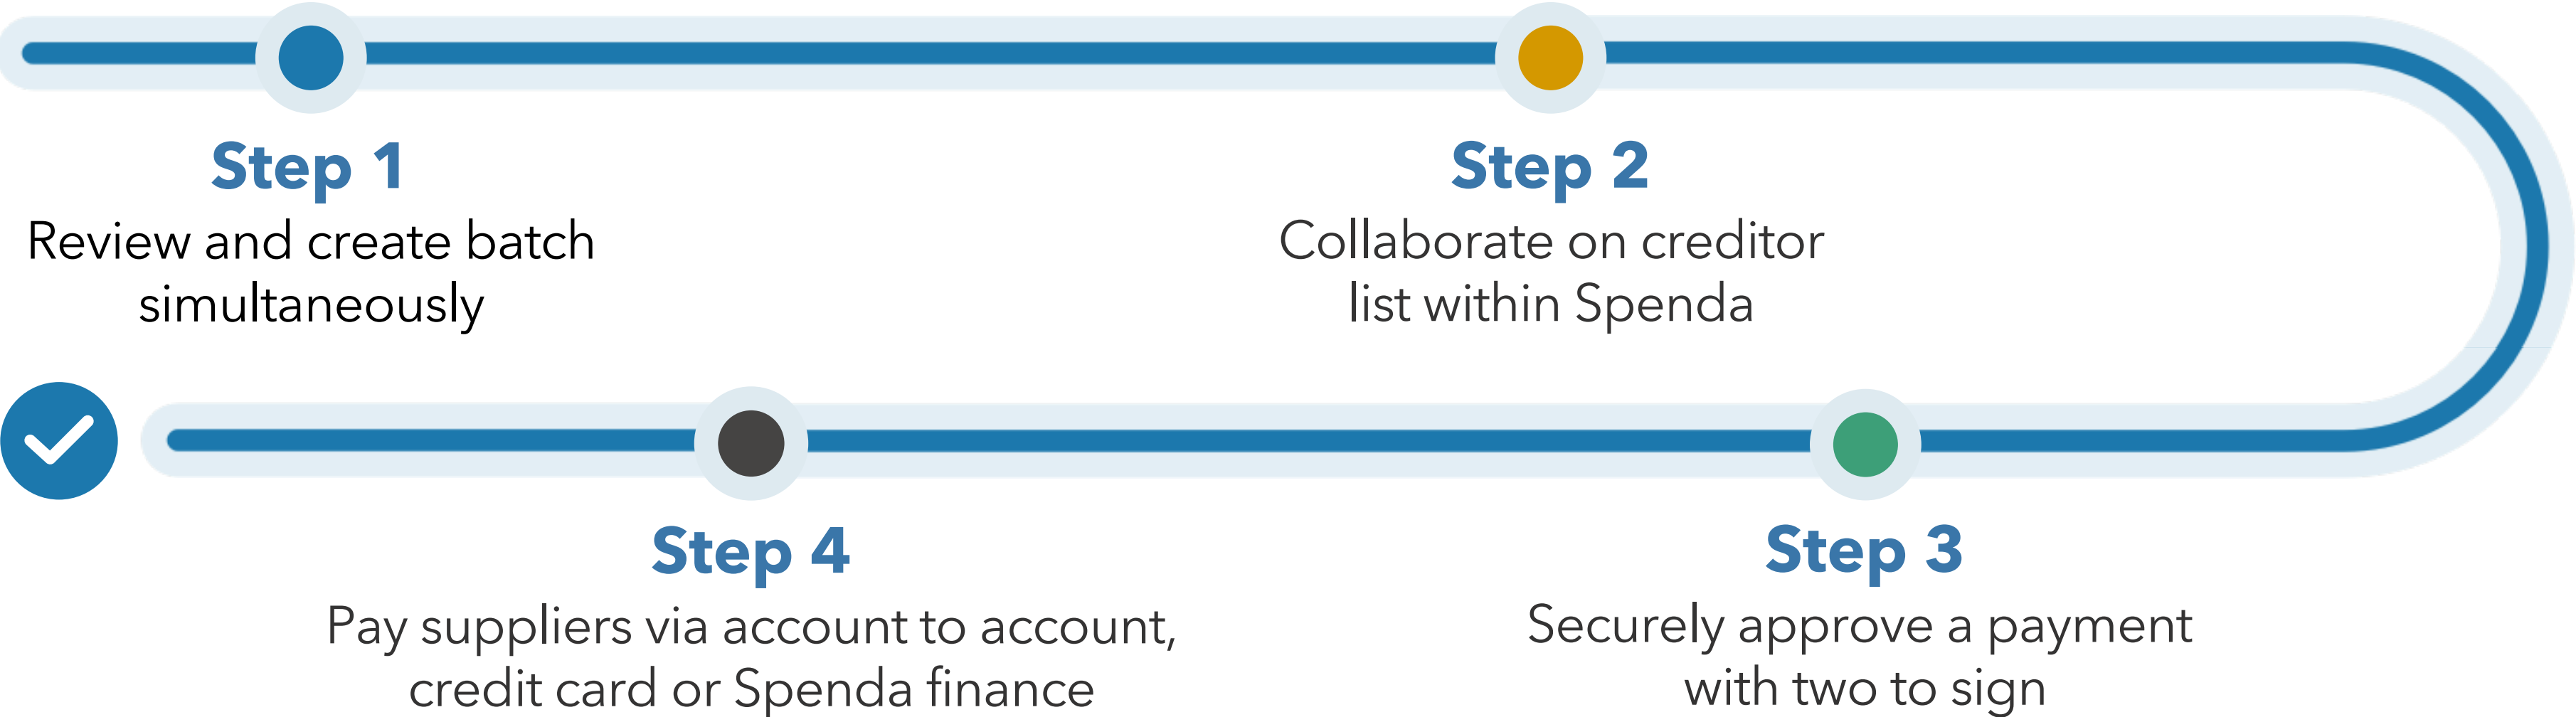 Step 1
Review and create batch
simultaneously
Step 2
Collaborate on creditor
list within Spenda
Step 3
Securely approve a payment
with two to sign
Step 4
Pay suppliers via account to account,
credit card or Spenda finance